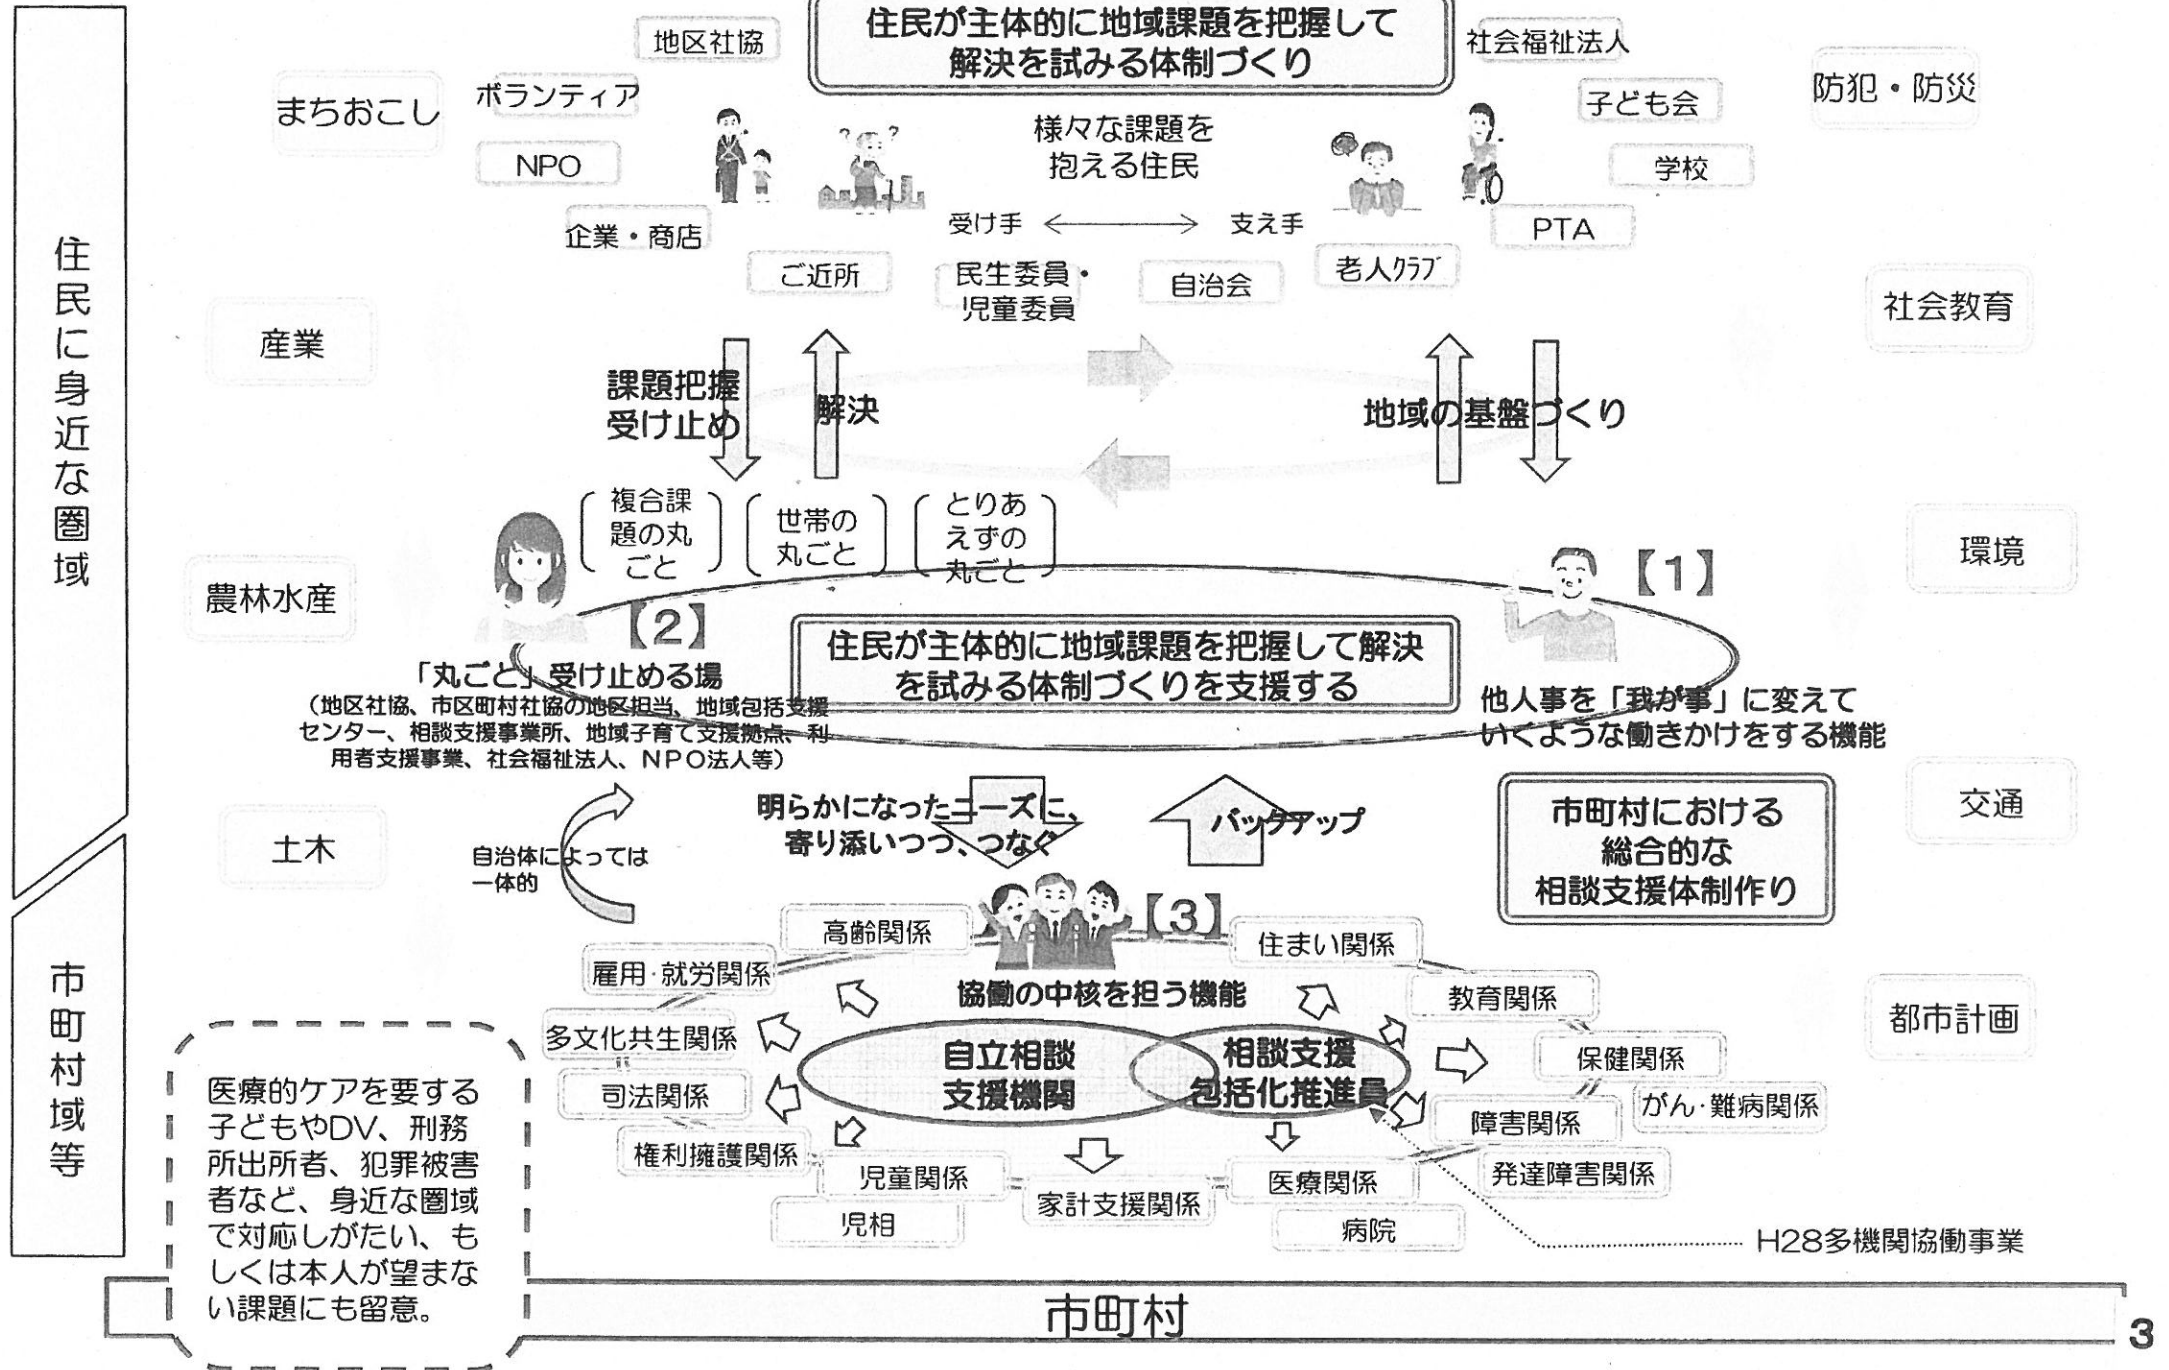 住民が主体的に地域課題を把握して
解決を試みる体制づくり
地区社協
社会福祉法人
まちおこし
ボランティア
子ども会
防犯・防災
NPO
様々な課題を
抱える住民
学校
企業・商店
受け手
支え手
PTA
ご近所
民生委員・
児童委員
自治会
老人ｸﾗﾌﾞ
住民に身近な圏域
産業
社会教育
課題把握
受け止め
解決
地域の基盤づくり
複合課
題の丸
ごと
世帯の
丸ごと
とりあ
えずの
丸ごと
農林水産
環境
【1】
【2】
住民が主体的に地域課題を把握して解決
を試みる体制づくりを支援する
「丸ごと」受け止める場
（地区社協、市区町村社協の地区担当、地域包括支援
センター、相談支援事業所、地域子育て支援拠点、利
用者支援事業、社会福祉法人、NPO法人等）
他人事を「我が事」に変えて
いくような働きかけをする機能
土木
交通
自治体によっては
一体的
明らかになったニーズに、
寄り添いつつ、つなぐ
バックアップ
市町村における
総合的な
相談支援体制作り
市町村域等
【3】
高齢関係
住まい関係
雇用・就労関係
協働の中核を担う機能
教育関係
都市計画
多文化共生関係
自立相談
支援機関
相談支援
包括化推進員
保健関係
司法関係
がん・難病関係
障害関係
権利擁護関係
児童関係
児相
家計支援関係
医療関係
病院
発達障害関係
H28多機関協働事業
医療的ケアを要する
子どもやDV、刑務
所出所者、犯罪被害
者など、身近な圏域
で対応しがたい、も
しくは本人が望まな
い課題にも留意。
市町村
3